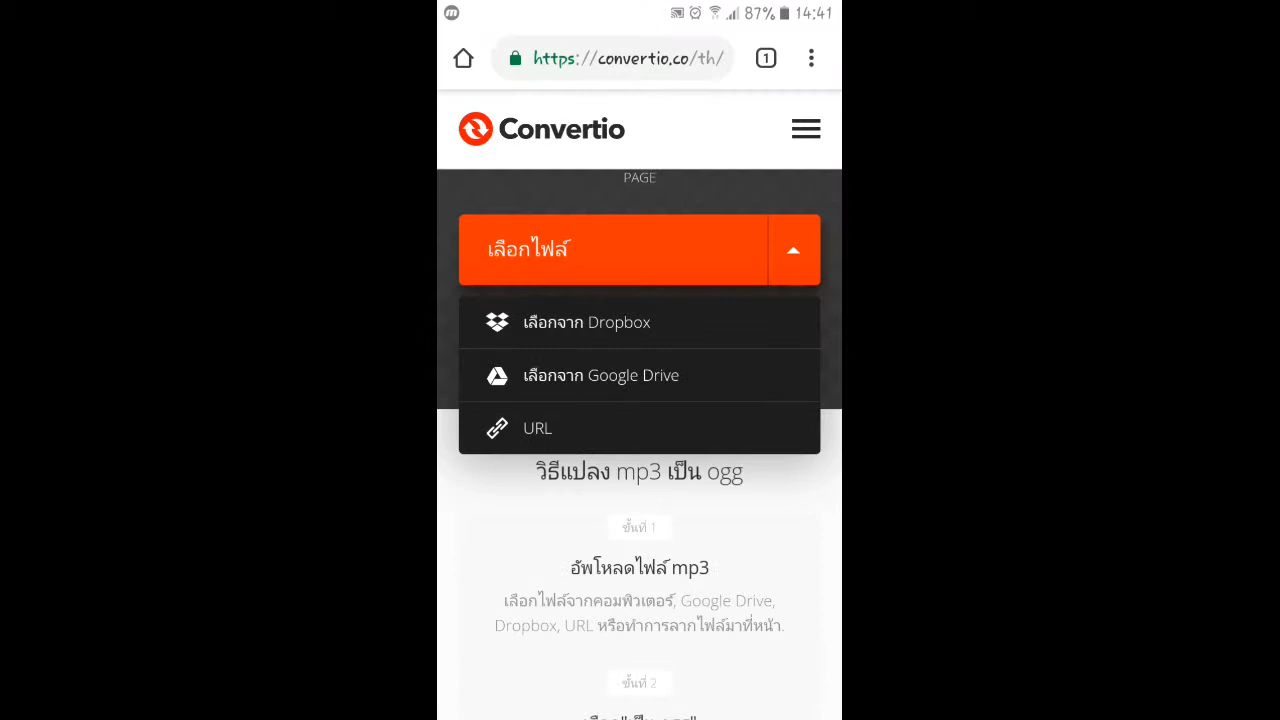 87% 14:41
https://convertio.co/th/
1
Convertio
PAGE
เลือกไฟล์
เลือกจาก Dropbox
เลือกจาก Google Drive
URL
วิธีแปลง mp3 เป็น ogg
ขั้นที่ 1
อัพโหลดไฟล์ mp3
เลือกไฟล์จากคอมพิวเตอร์, Google Drive,
Dropbox, URL หรือทำการลากไฟล์มาที่หน้า.
ขั้นที่ 2